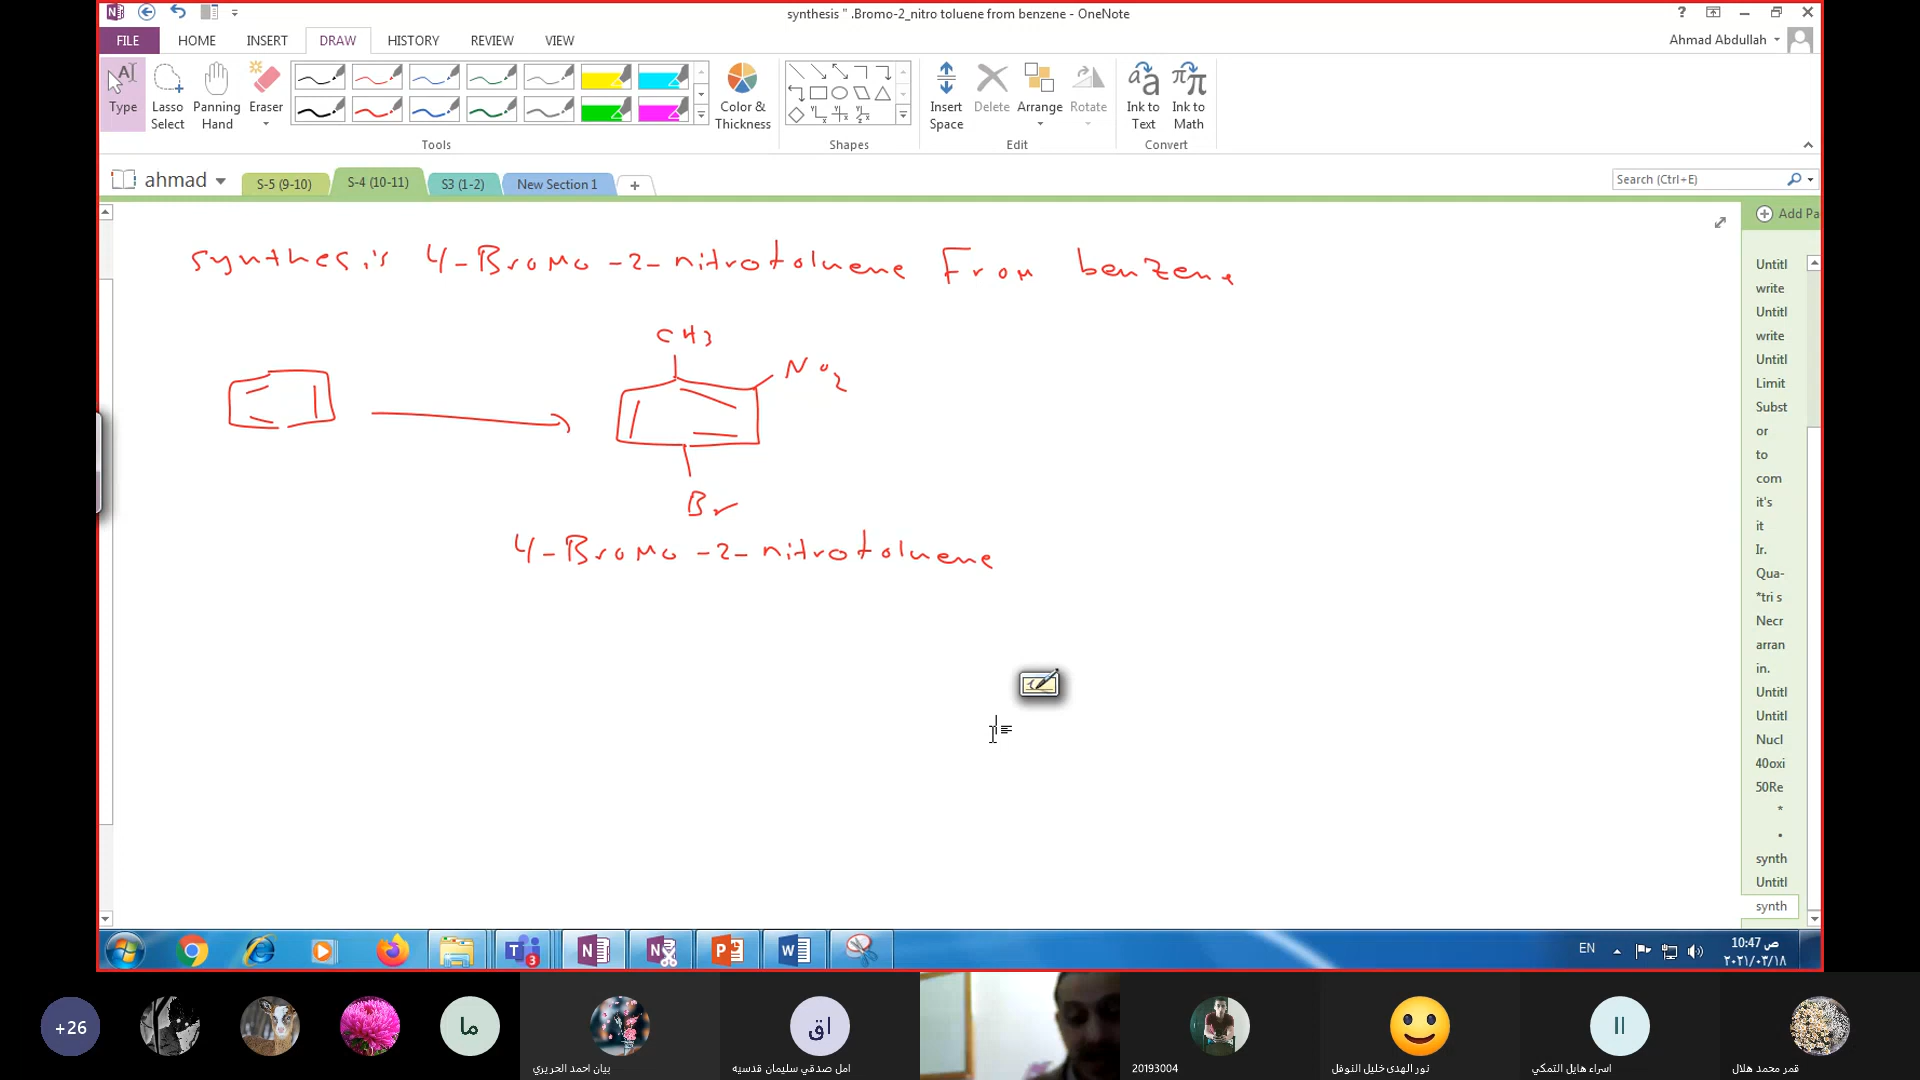 synthesis " .Bromo-2_nitro toluene from benzene - OneNote
FILE HOME INSERT DRAW HISTORY REVIEW VIEW
Ahmad Abdullah
Type
Lasso Select
Panning Hand
Eraser
Color & Thickness
Insert Space
Delete
Arrange
Rotate
Ink to Text
Ink to Math
Tools Shapes Edit Convert
ahmad
S-5 (9-10) S-4 (10-11) S3 (1-2) New Section 1
Search (Ctrl+E)
Add Pa
synthesis 4-Bromo-2-nitrotoluene From benzene
CH3
NO2
Br
4-Bromo-2-nitrotoluene
Untitl
write
Untitl
write
Untitl
Limit
Subst
or
to
com
it's
it
Ir.
Qua-
*tri s
Necr
arran
in.
Untitl
Untitl
Nucl
40oxi
50Re
*
.
synth
Untitl
synth
3
EN
10:47 ص
٢٠٢١/٠٣/١٨
+26
ما
بيان احمد الحريري
اق
امل صدقي سليمان قدسيه
20193004
نور الهدى خليل النوفل
اا
اسراء هايل التمكي
قمر محمد هلال